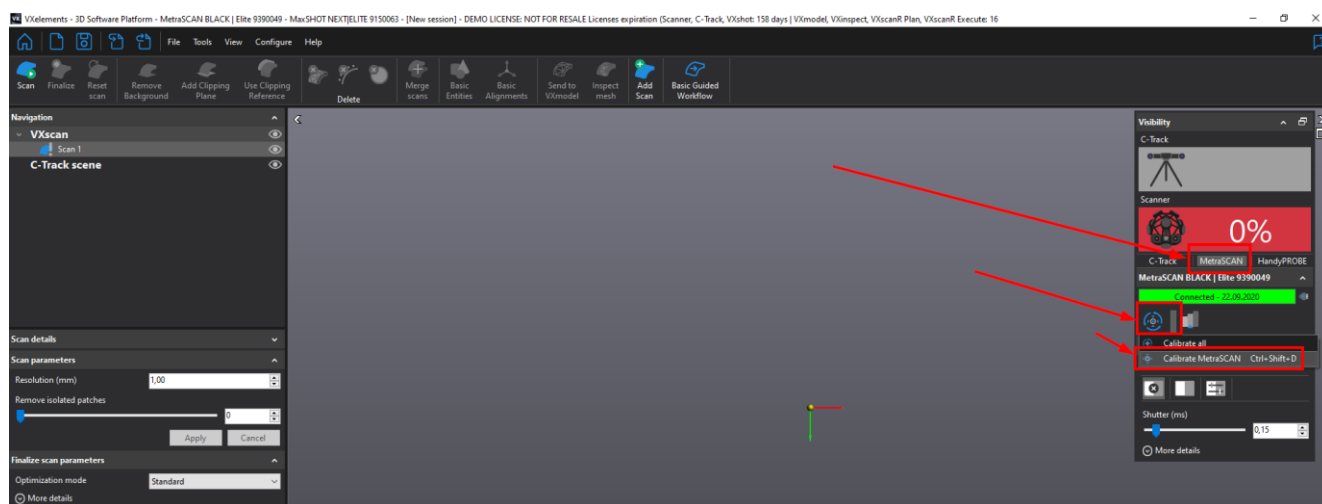 VXelements - 3D Software Platform - MetraSCAN BLACK | Elite 9390049 - MaxSHOT NEXT|ELITE 9150063 - [New session] - DEMO LICENSE: NOT FOR RESALE Licenses expiration (Scanner, C-Track, VXshot: 158 days | VXmodel, VXinspect, VXscanR Plan, VXscanR Execute: 16
File Tools View Configure Help
Scan Finalize Reset scan Remove Background Add Clipping Plane Use Clipping Reference Delete Merge scans Basic Entities Basic Alignments Send to VXmodel Inspect mesh Add Scan Basic Guided Workflow
Navigation
VXscan
Scan 1
C-Track scene
Scan details
Scan parameters
Resolution (mm) 1,00
Remove isolated patches
0
Apply Cancel
Finalize scan parameters
Optimization mode Standard
More details
Visibility
C-Track
Scanner
0%
C-Track MetraSCAN HandyPROBE
MetraSCAN BLACK | Elite 9390049
Connected - 22.09.2020
Calibrate all
Calibrate MetraSCAN Ctrl+Shift+D
Shutter (ms)
0,15
More details